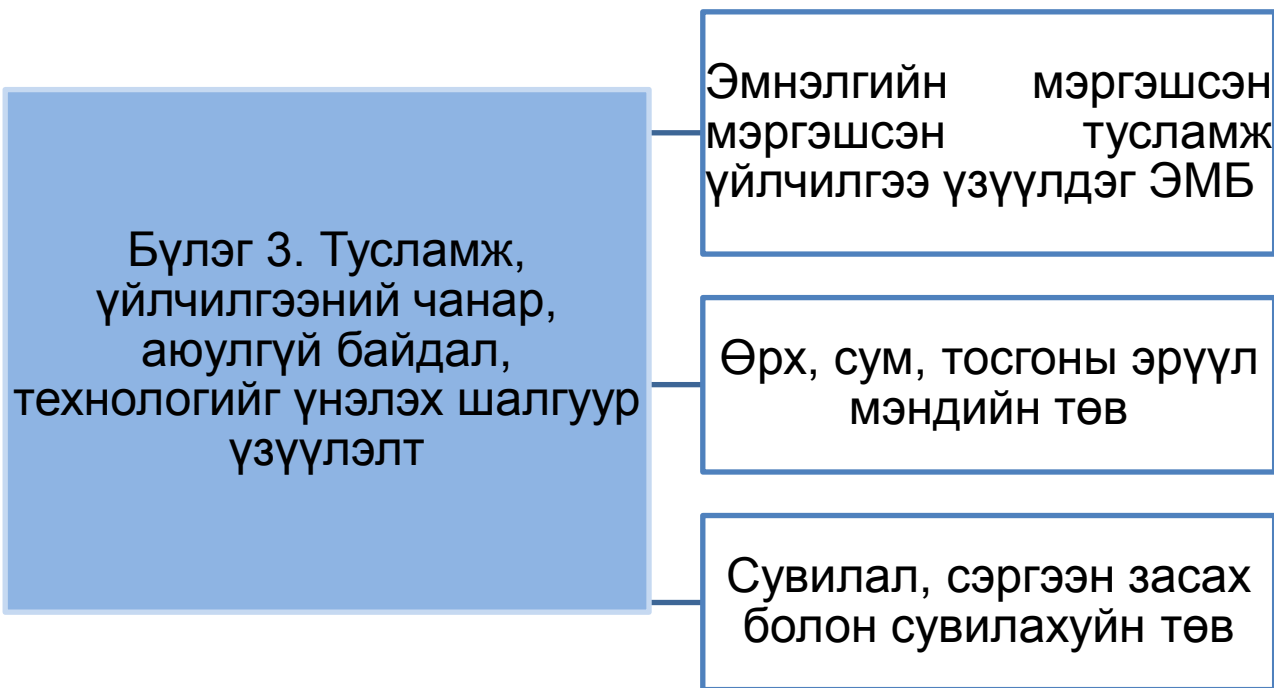 Бүлэг 3. Тусламж,
үйлчилгээний чанар,
аюулгүй байдал,
технологийг үнэлэх шалгуур
үзүүлэлт
Эмнэлгийн мэргэшсэн
мэргэшсэн тусламж
үйлчилгээ үзүүлдэг ЭМБ
Өрх, сум, тосгоны эрүүл
мэндийн төв
Сувилал, сэргээн засах
болон сувилахуйн төв